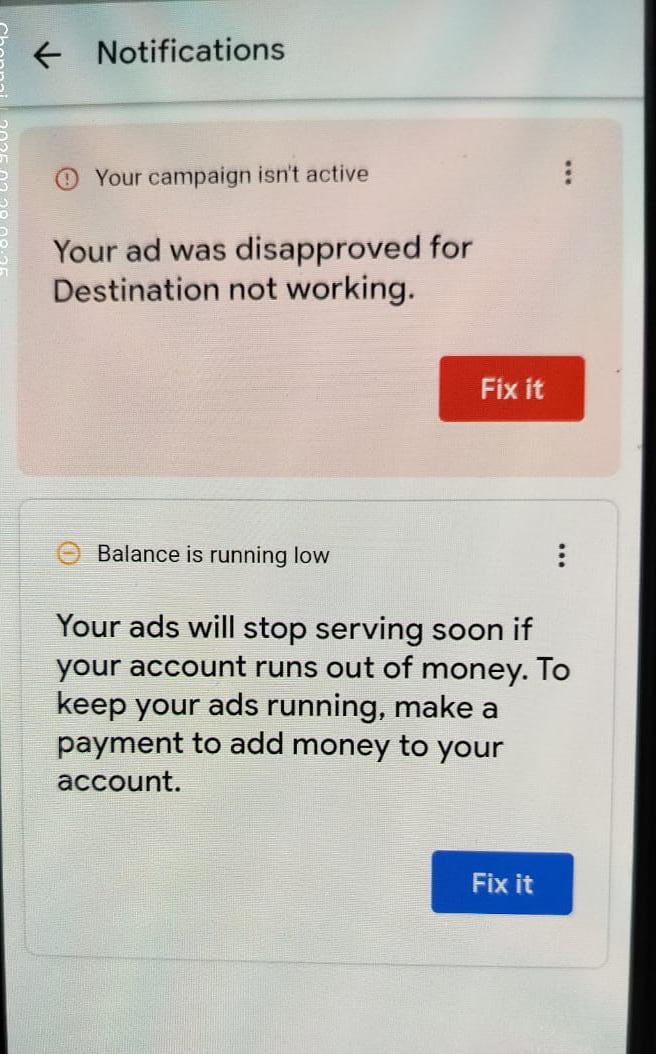 Notifications
Your campaign isn't active
Your ad was disapproved for
Destination not working.
Fix it
Balance is running low
Your ads will stop serving soon if
your account runs out of money. To
keep your ads running, make a
payment to add money to your
account.
Fix it